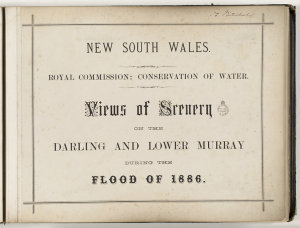 NEW SOUTH WALES.
ROYAL COMMISSION: CONSERVATION OF WATER.
Views of Scenery
ON THE
DARLING AND LOWER MURRAY
DURING THE
FLOOD OF 1886.